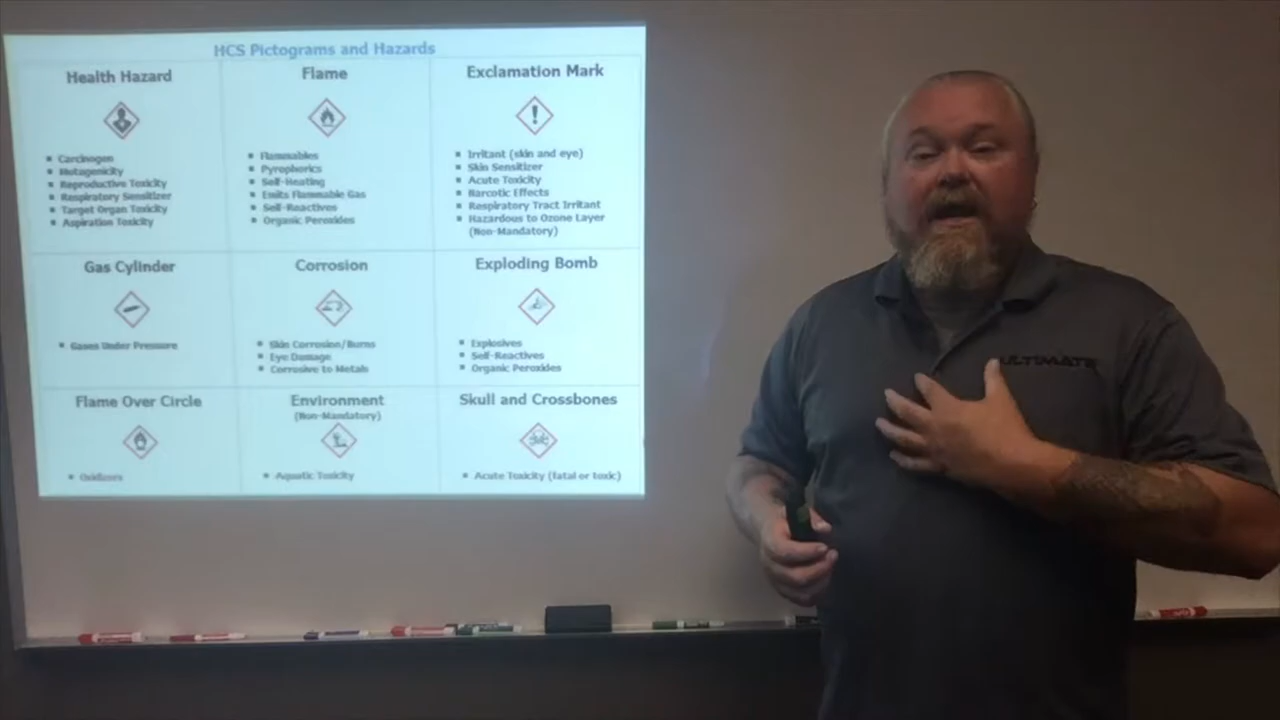 HCS Pictograms and Hazards
Health Hazard
Carcinogen
Mutagenicity
Reproductive Toxicity
Respiratory Sensitizer
Target Organ Toxicity
Aspiration Toxicity
Flame
Flammables
Pyrophorics
Self-Heating
Emits Flammable Gas
Self-Reactives
Organic Peroxides
Exclamation Mark
Irritant (skin and eye)
Skin Sensitizer
Acute Toxicity
Narcotic Effects
Respiratory Tract Irritant
Hazardous to Ozone Layer
(Non-Mandatory)
Gas Cylinder
Gases Under Pressure
Corrosion
Skin Corrosion/Burns
Eye Damage
Corrosive to Metals
Exploding Bomb
Explosives
Self-Reactives
Organic Peroxides
Flame Over Circle
Oxidizers
Environment
(Non-Mandatory)
Aquatic Toxicity
Skull and Crossbones
Acute Toxicity (fatal or toxic)
ULTIMATE